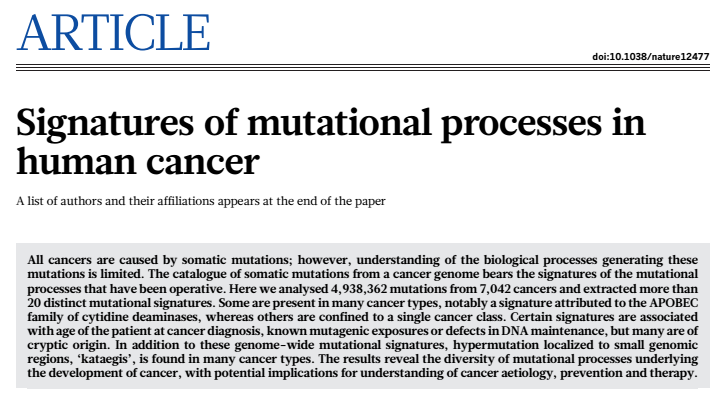 ARTICLE
doi:10.1038/nature12477
Signatures of mutational processes in
human cancer
A list of authors and their affiliations appears at the end of the paper
All cancers are caused by somatic mutations; however, understanding of the biological processes generating these
mutations is limited. The catalogue of somatic mutations from a cancer genome bears the signatures of the mutational
processes that have been operative. Here we analysed 4,938,362 mutations from 7,042 cancers and extracted more than
20 distinct mutational signatures. Some are present in many cancer types, notably a signature attributed to the APOBEC
family of cytidine deaminases, whereas others are confined to a single cancer class. Certain signatures are associated
with age of the patient at cancer diagnosis, known mutagenic exposures or defects in DNA maintenance, but many are of
cryptic origin. In addition to these genome-wide mutational signatures, hypermutation localized to small genomic
regions, ‘kataegis’, is found in many cancer types. The results reveal the diversity of mutational processes underlying
the development of cancer, with potential implications for understanding of cancer aetiology, prevention and therapy.